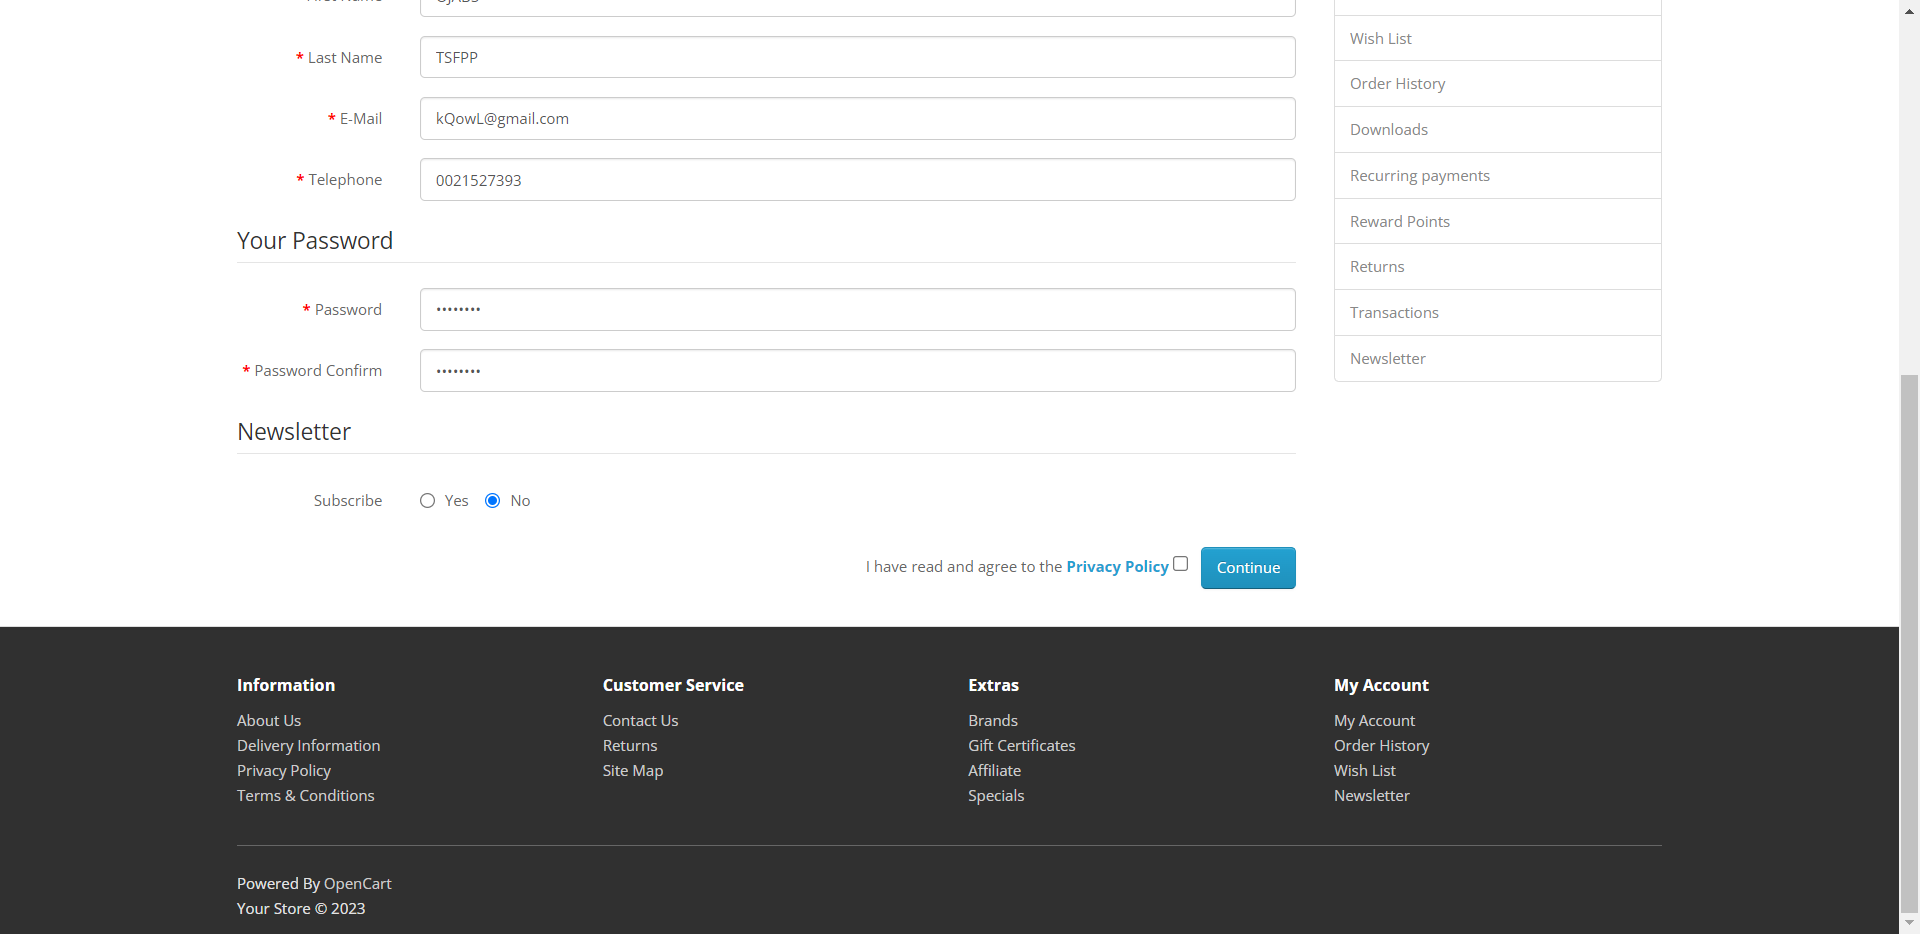 * Last Name
TSFPP
* E-Mail
kQowL@gmail.com
* Telephone
0021527393
Your Password
* Password
••••••••
* Password Confirm
••••••••
Newsletter
Subscribe
Yes No
I have read and agree to the Privacy Policy
Continue
Wish List
Order History
Downloads
Recurring payments
Reward Points
Returns
Transactions
Newsletter
Information
About Us
Delivery Information
Privacy Policy
Terms & Conditions
Customer Service
Contact Us
Returns
Site Map
Extras
Brands
Gift Certificates
Affiliate
Specials
My Account
My Account
Order History
Wish List
Newsletter
Powered By OpenCart
Your Store © 2023